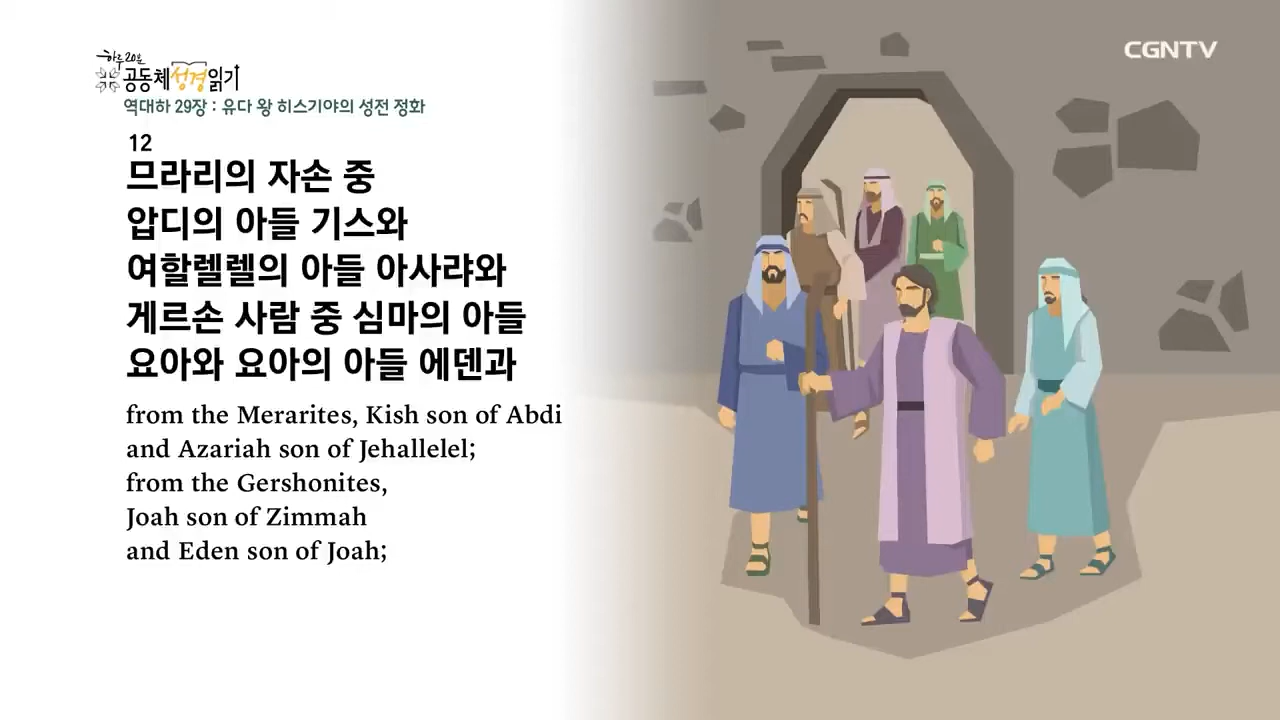 하루 20분
공동체성경읽기
CGNTV
역대하 29장 : 유다 왕 히스기야의 성전 정화
12
므라리의 자손 중
압디의 아들 기스와
여할렐렐의 아들 아사랴와
게르손 사람 중 심마의 아들
요아와 요아의 아들 에덴과
from the Merarites, Kish son of Abdi
and Azariah son of Jehallelel;
from the Gershonites,
Joah son of Zimmah
and Eden son of Joah;